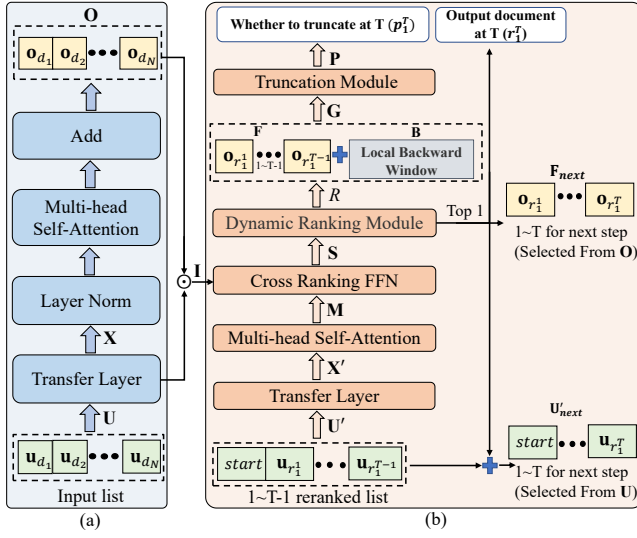 O
o_{d_1} o_{d_2} ••• o_{d_N}
Add
Multi-head
Self-Attention
Layer Norm
X
Transfer Layer
U
u_{d_1} u_{d_2} ••• u_{d_N}
Input list
(a)
I
Whether to truncate at T (p_1^T)
Output document
at T (r_1^T)
P
Truncation Module
G
F
B
o_{r_1^1} ••• o_{r_1^{T-1}}
1~T-1
Local Backward
Window
R
Dynamic Ranking Module
Top 1
S
Cross Ranking FFN
M
Multi-head Self-Attention
X′
Transfer Layer
U′
start u_{r_1^1} ••• u_{r_1^{T-1}}
1~T-1 reranked list
F_{next}
o_{r_1^1} ••• o_{r_1^T}
1~T for next step
(Selected From O)
U′_{next}
start ••• u_{r_1^T}
1~T for next step
(Selected From U)
(b)